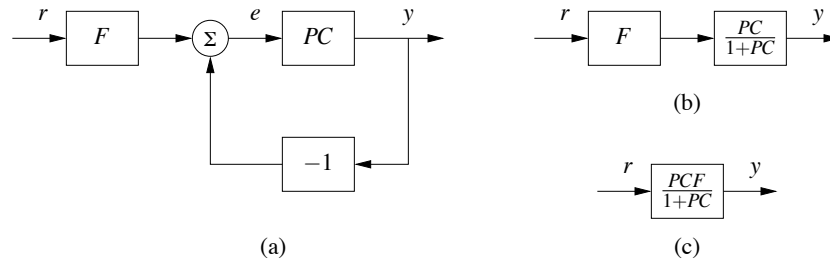 r F Σ e PC y
−1
(a)
r F PC/1+PC y
(b)
r PCF/1+PC y
(c)